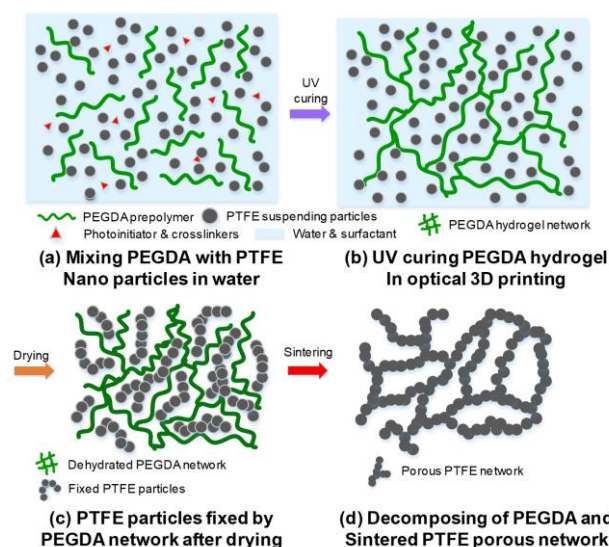 UV
curing
PEGDA prepolymer
PTFE suspending particles
Photoinitiator & crosslinkers
Water & surfactant
PEGDA hydrogel network
(a) Mixing PEGDA with PTFE
Nano particles in water
(b) UV curing PEGDA hydrogel
In optical 3D printing
Drying
Sintering
Dehydrated PEGDA network
Fixed PTFE particles
Porous PTFE network
(c) PTFE particles fixed by
PEGDA network after drying
(d) Decomposing of PEGDA and
Sintered PTFE porous network